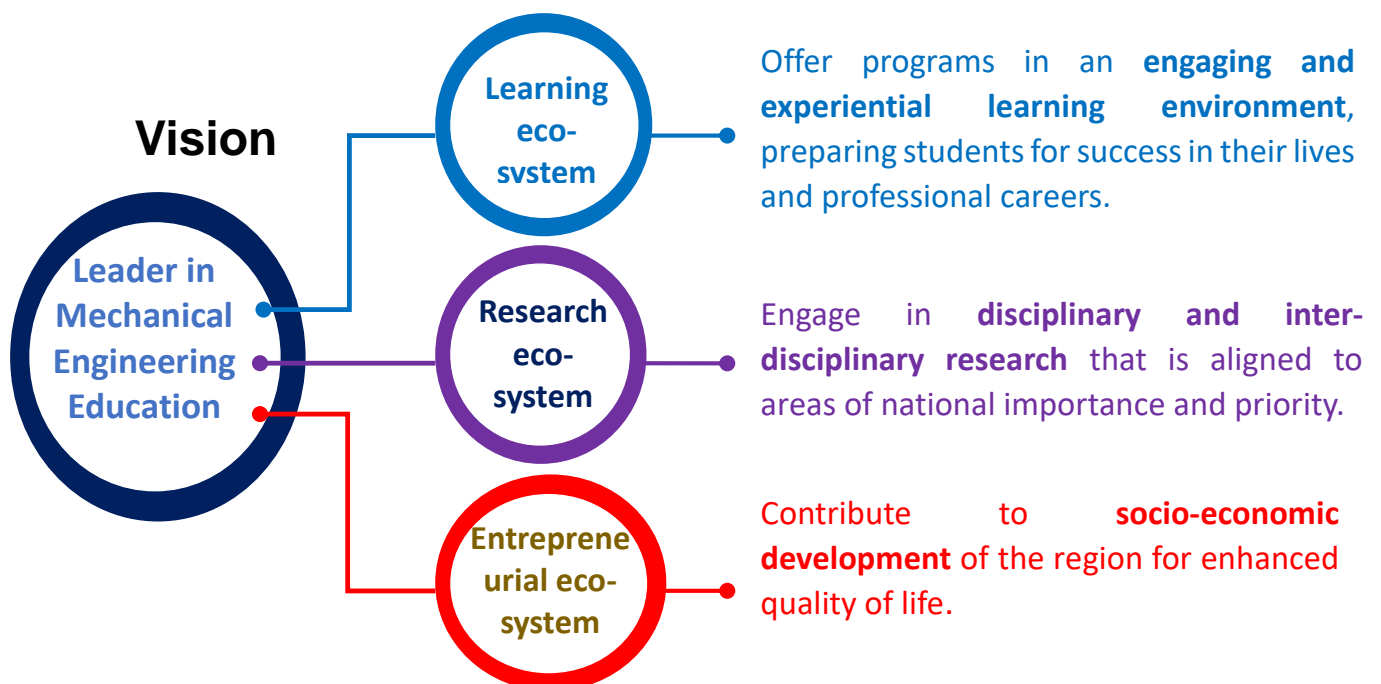 Vision
Leader in
Mechanical
Engineering
Education
Learning
eco-
system
Offer programs in an engaging and
experiential learning environment,
preparing students for success in their lives
and professional careers.
Research
eco-
system
Engage in disciplinary and inter-
disciplinary research that is aligned to
areas of national importance and priority.
Entreprene
urial eco-
system
Contribute to socio-economic
development of the region for enhanced
quality of life.